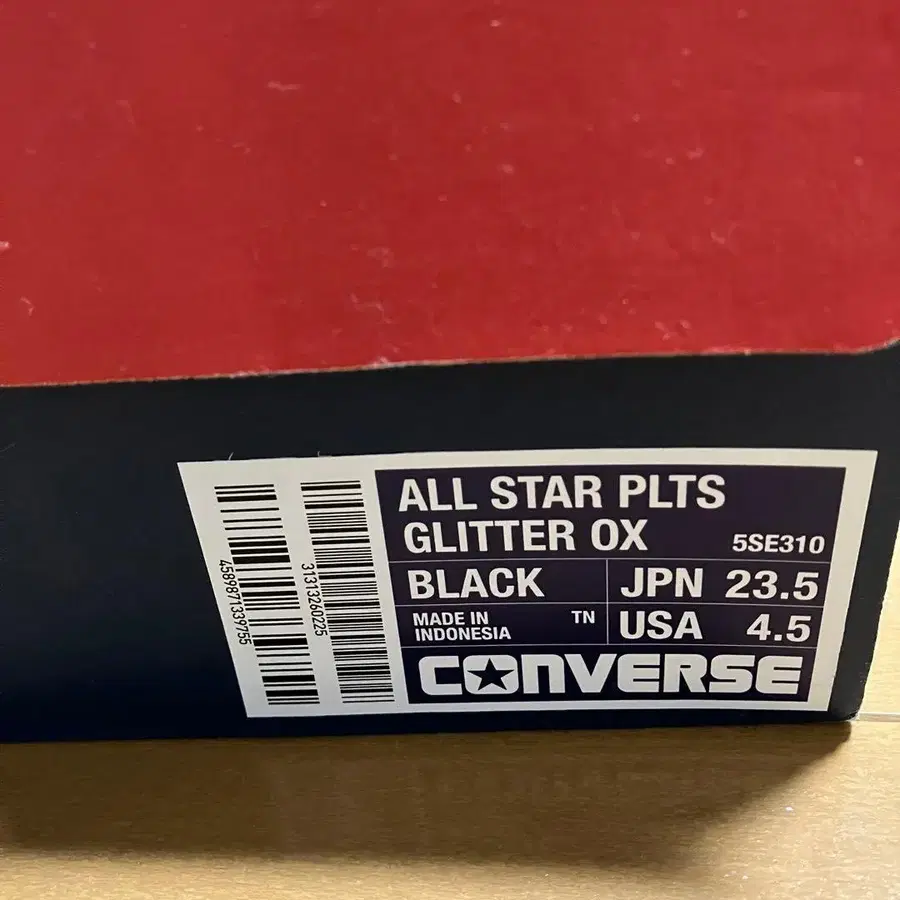 ALL STAR PLTS
GLITTER OX 5SE310
BLACK JPN 23.5
MADE IN INDONESIA TN USA 4.5
CONVERSE
4589871339755
31313260225